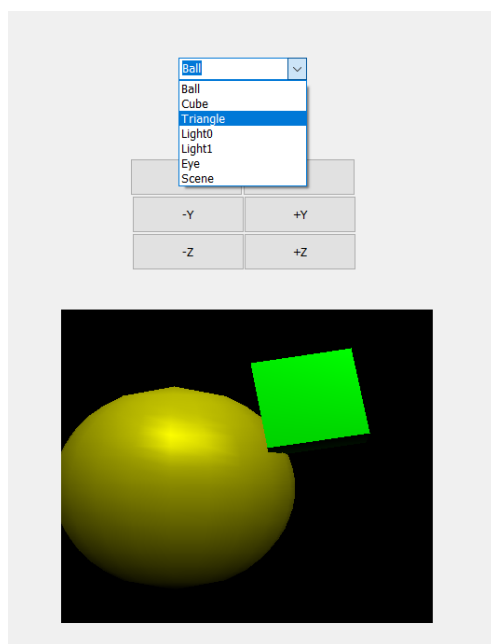 Ball
Ball
Cube
Triangle
Light0
Light1
Eye
Scene
-Y +Y
-Z +Z